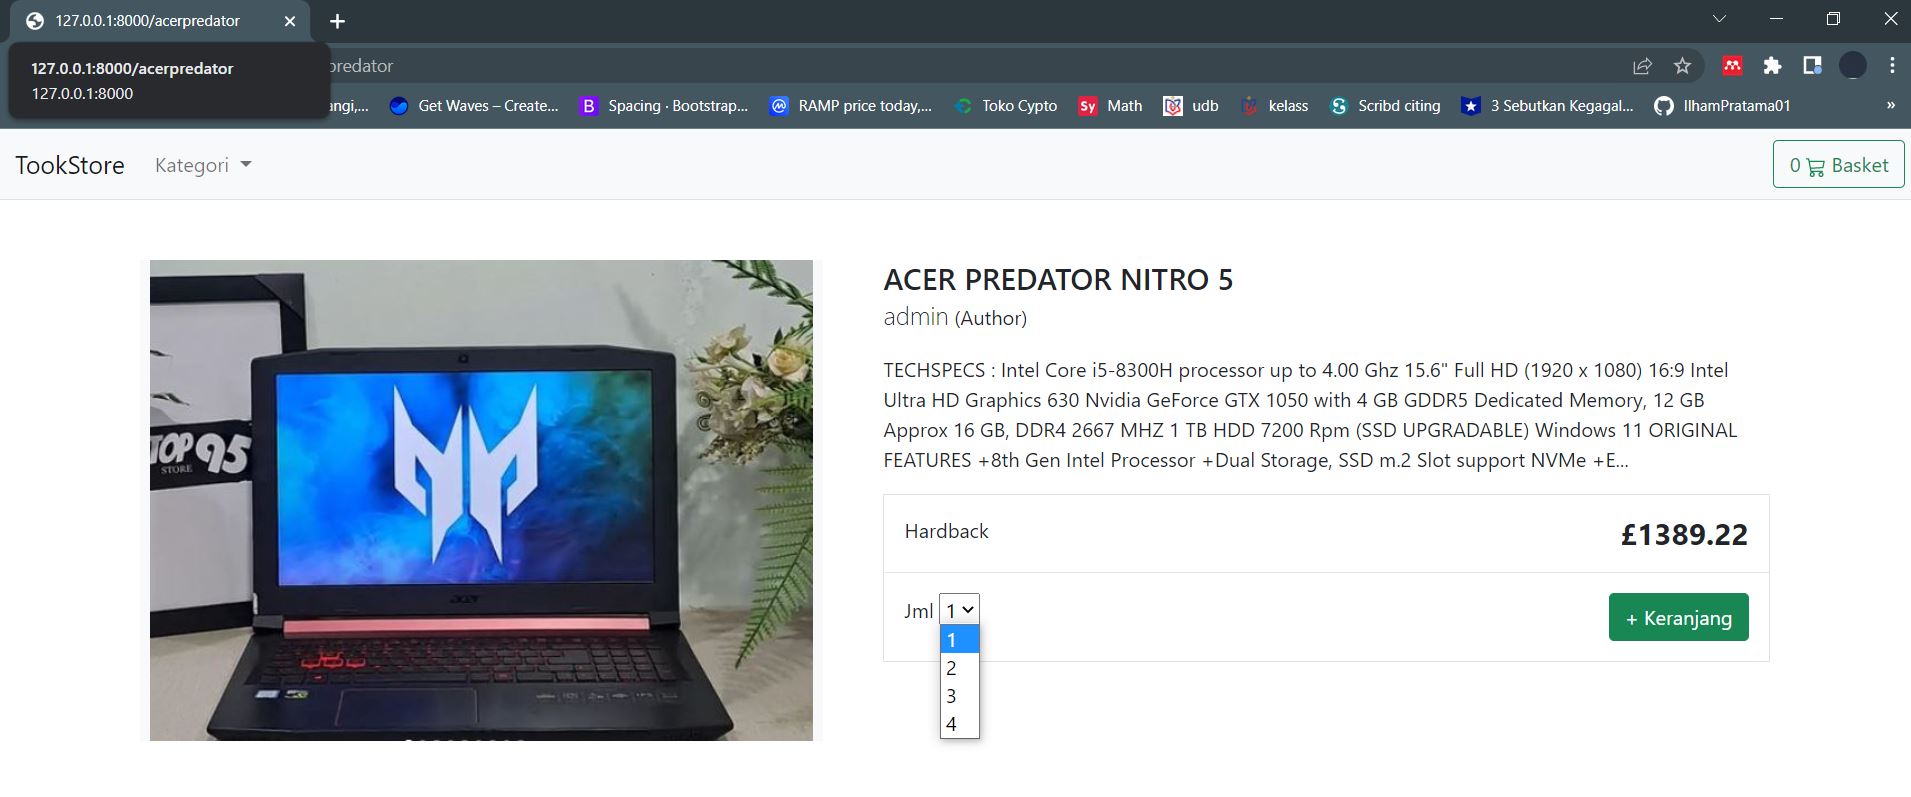 127.0.0.1:8000/acerpredator
127.0.0.1:8000/acerpredator
127.0.0.1:8000
predator
angi,...
Get Waves – Create...
B Spacing · Bootstrap...
RAMP price today,...
Toko Cypto
Sy Math
udb
kelass
Scribd citing
3 Sebutkan Kegagal...
IlhamPratama01
»
TookStore
Kategori
0 Basket
TOP 95
STORE
acer
ACER PREDATOR NITRO 5
admin (Author)
TECHSPECS : Intel Core i5-8300H processor up to 4.00 Ghz 15.6" Full HD (1920 x 1080) 16:9 Intel
Ultra HD Graphics 630 Nvidia GeForce GTX 1050 with 4 GB GDDR5 Dedicated Memory, 12 GB
Approx 16 GB, DDR4 2667 MHZ 1 TB HDD 7200 Rpm (SSD UPGRADABLE) Windows 11 ORIGINAL
FEATURES +8th Gen Intel Processor +Dual Storage, SSD m.2 Slot support NVMe +E...
Hardback
£1389.22
Jml 1
1
2
3
4
+ Keranjang